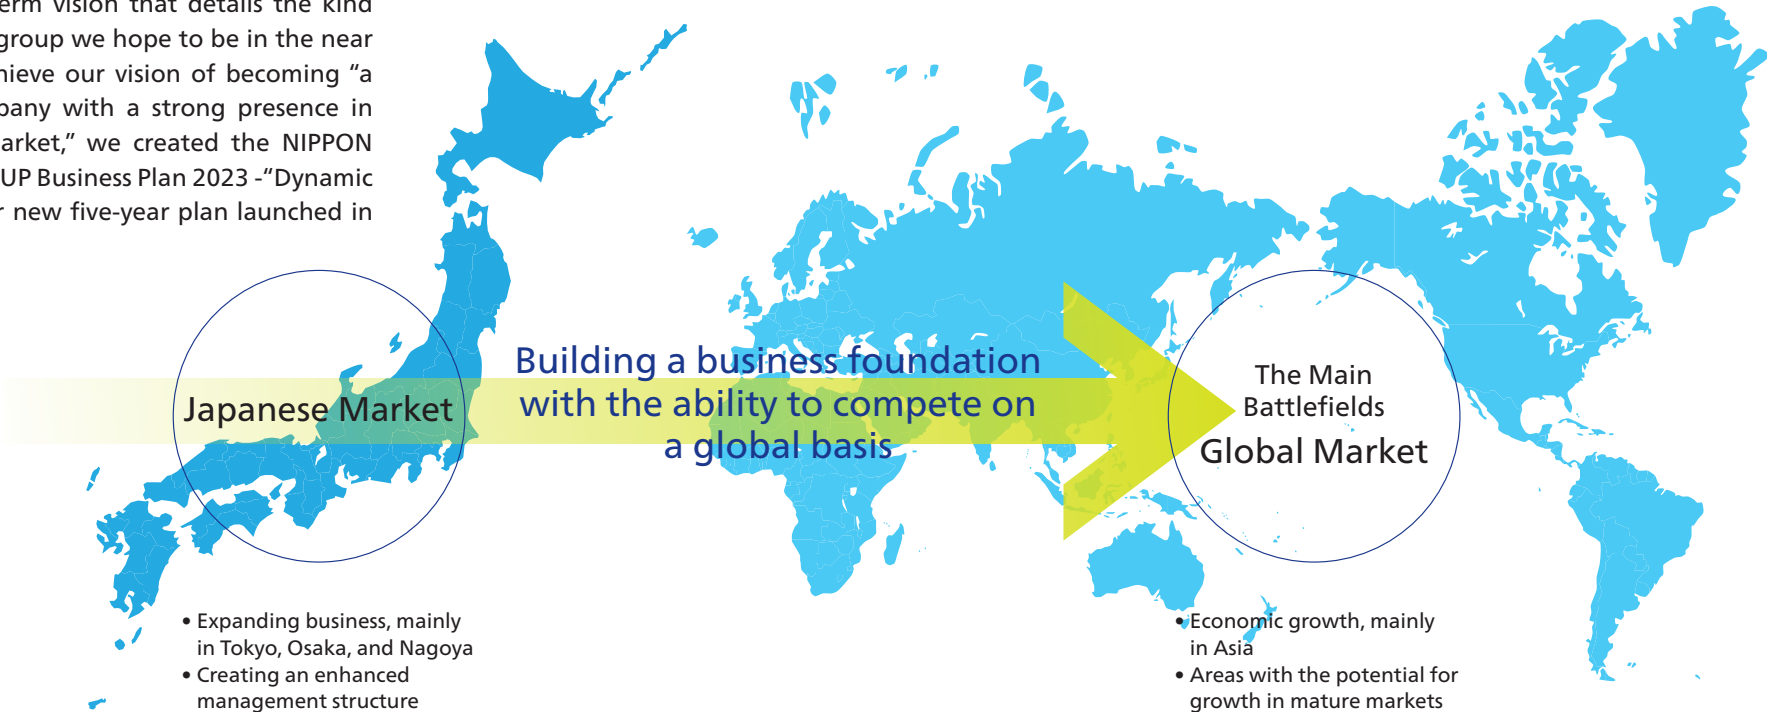 term vision that details the kind
group we hope to be in the near
hieve our vision of becoming “a
pany with a strong presence in
arket,” we created the NIPPON
UP Business Plan 2023 -“Dynamic
r new five-year plan launched in
Building a business foundation
with the ability to compete on
a global basis
Japanese Market
The Main
Battlefields
Global Market
• Expanding business, mainly
in Tokyo, Osaka, and Nagoya
• Creating an enhanced
management structure
• Economic growth, mainly
in Asia
• Areas with the potential for
growth in mature markets